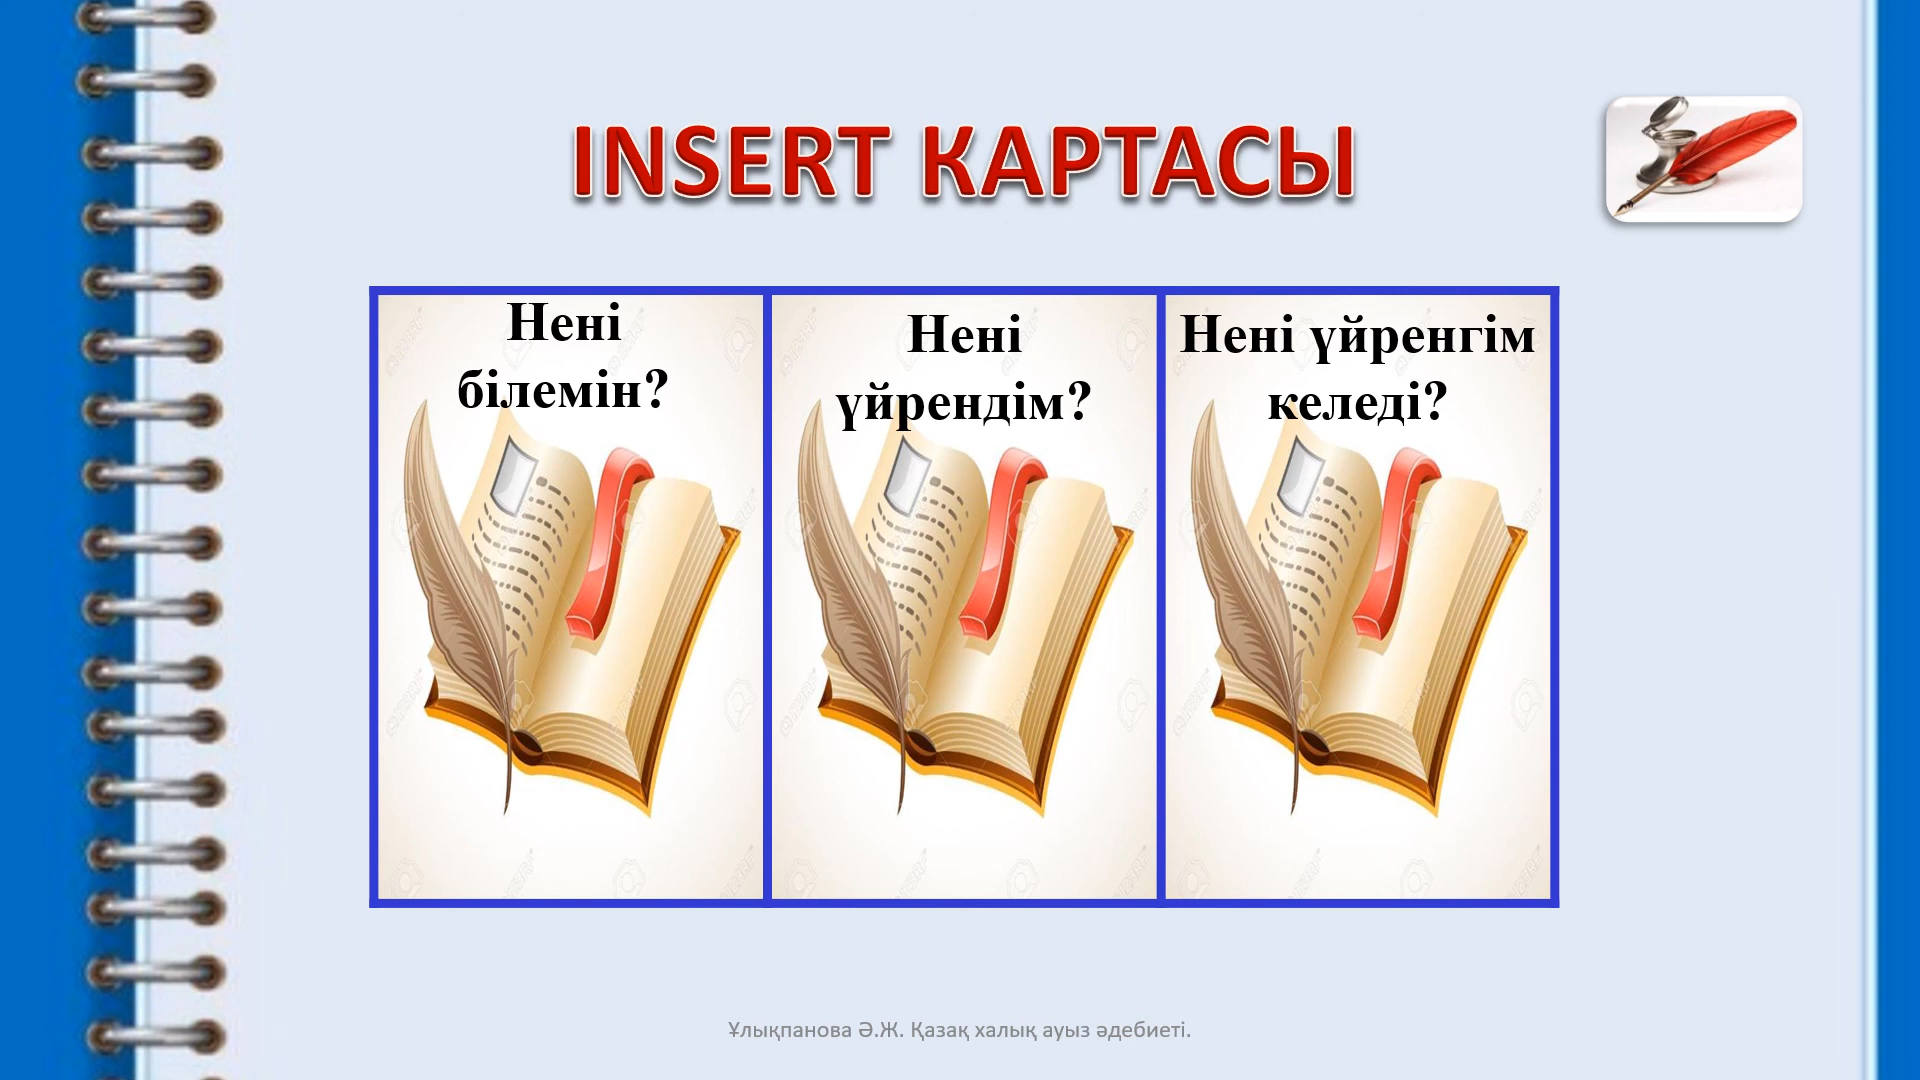 INSERT КАРТАСЫ
Нені
білемін?
Нені
үйрендім?
Нені үйренгім
келеді?
Ұлықпанова Ә.Ж. Қазақ халық ауыз әдебиеті.